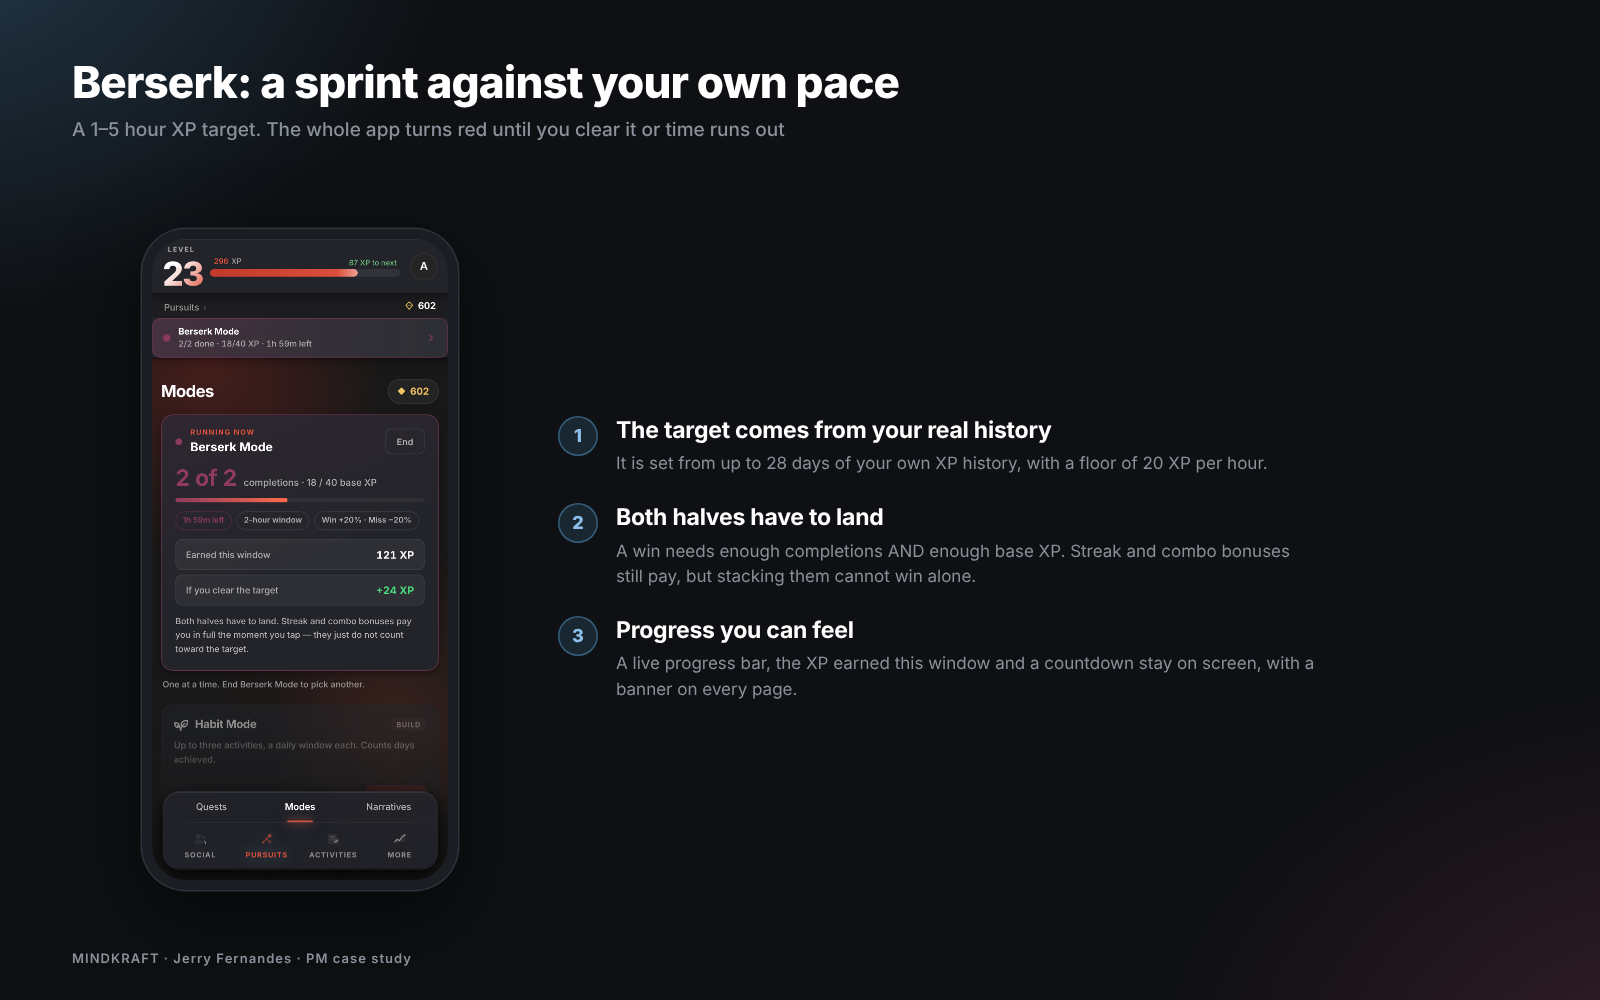 Berserk: a sprint against your own pace
A 1–5 hour XP target. The whole app turns red until you clear it or time runs out
LEVEL
23
296 XP
87 XP to next
A
Pursuits ›
602
Berserk Mode
2/2 done · 18/40 XP · 1h 59m left
Modes
602
RUNNING NOW
Berserk Mode
End
2 of 2 completions · 18 / 40 base XP
1h 59m left
2-hour window
Win +20% · Miss −20%
Earned this window
121 XP
If you clear the target
+24 XP
Both halves have to land. Streak and combo bonuses pay
you in full the moment you tap — they just do not count
toward the target.
One at a time. End Berserk Mode to pick another.
Habit Mode
BUILD
Up to three activities, a daily window each. Counts days
achieved.
Quests
Modes
Narratives
SOCIAL
PURSUITS
ACTIVITIES
MORE
1
The target comes from your real history
It is set from up to 28 days of your own XP history, with a floor of 20 XP per hour.
2
Both halves have to land
A win needs enough completions AND enough base XP. Streak and combo bonuses
still pay, but stacking them cannot win alone.
3
Progress you can feel
A live progress bar, the XP earned this window and a countdown stay on screen, with a
banner on every page.
MINDKRAFT · Jerry Fernandes · PM case study